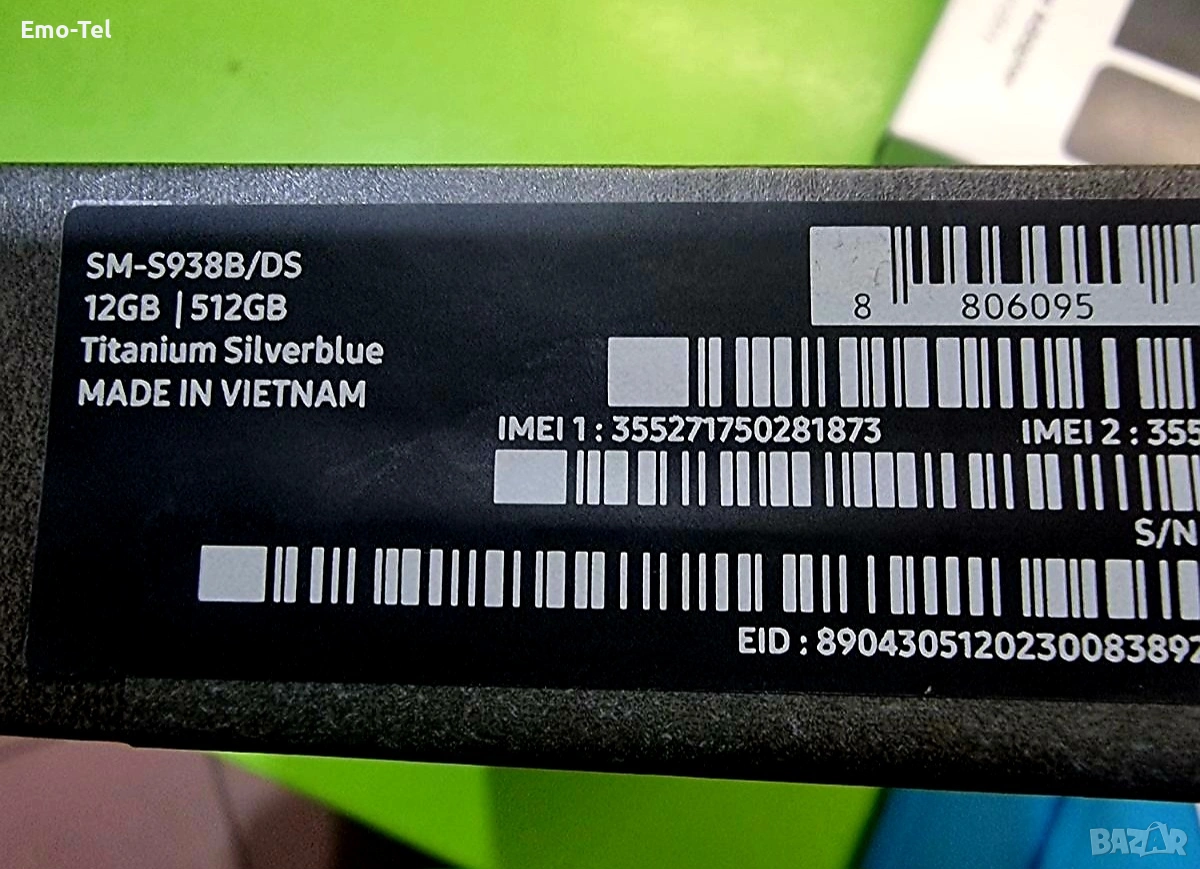 Emo-Tel
SM-S938B/DS
12GB | 512GB
Titanium Silverblue
MADE IN VIETNAM
8 806095
IMEI 1 : 355271750281873
IMEI 2 : 355
S/N
EID : 8904305120230083892
BAZAR